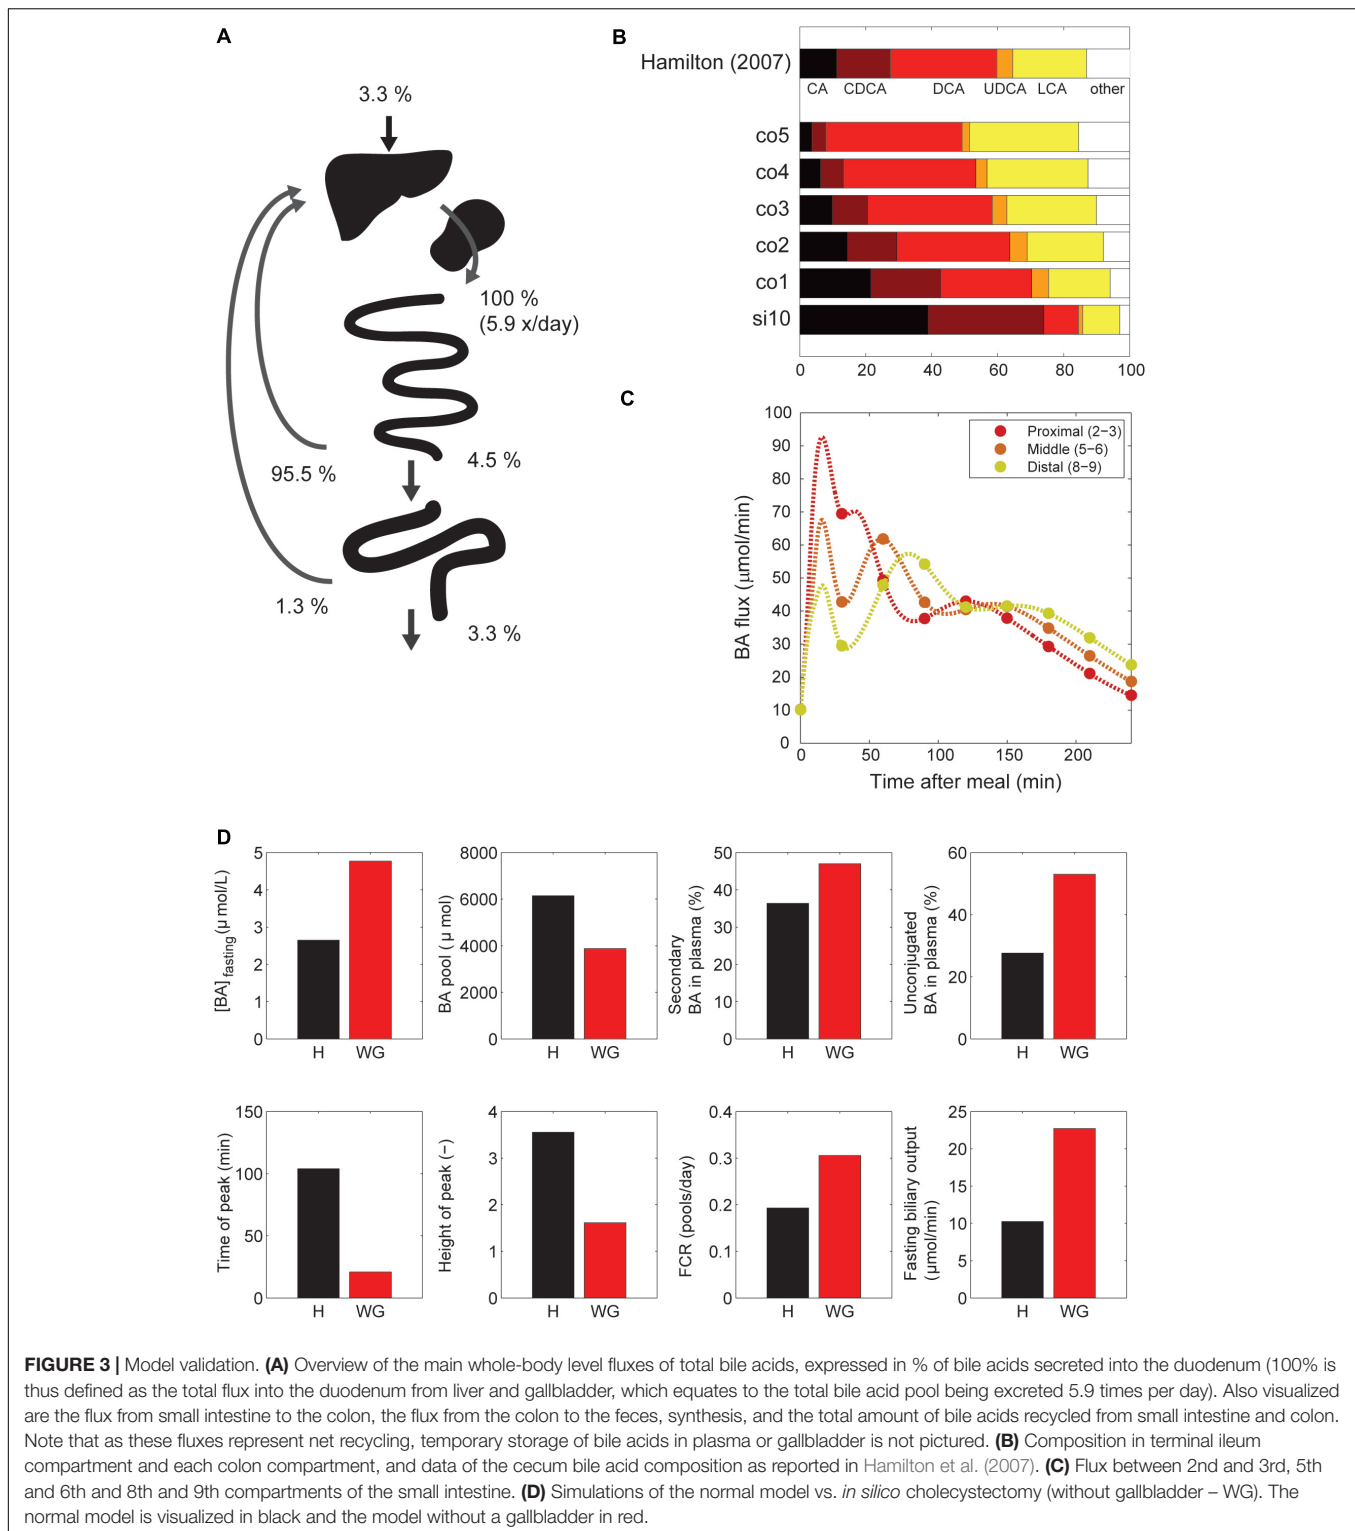 A
3.3 %
100 %
(5.9 x/day)
95.5 %
4.5 %
1.3 %
3.3 %
B
Hamilton (2007)
CA CDCA DCA UDCA LCA other
co5
co4
co3
co2
co1
si10
0 20 40 60 80 100
C
100
90
80
70
60
50
40
30
20
10
0
BA flux (μmol/min)
Proximal (2−3)
Middle (5−6)
Distal (8−9)
0 50 100 150 200
Time after meal (min)
D
[BA]fasting (μ mol/L)
5
4
3
2
1
0
H WG
BA pool ( μ mol)
8000
6000
4000
2000
0
H WG
Secondary
BA in plasma (%)
50
40
30
20
10
0
H WG
Unconjugated
BA in plasma (%)
60
40
20
0
H WG
Time of peak (min)
150
100
50
0
H WG
Height of peak (−)
4
3
2
1
0
H WG
FCR (pools/day)
0.4
0.3
0.2
0.1
0
H WG
Fasting biliary output
(μmol/min)
25
20
15
10
5
0
H WG
FIGURE 3 | Model validation. (A) Overview of the main whole-body level fluxes of total bile acids, expressed in % of bile acids secreted into the duodenum (100% is
thus defined as the total flux into the duodenum from liver and gallbladder, which equates to the total bile acid pool being excreted 5.9 times per day). Also visualized
are the flux from small intestine to the colon, the flux from the colon to the feces, synthesis, and the total amount of bile acids recycled from small intestine and colon.
Note that as these fluxes represent net recycling, temporary storage of bile acids in plasma or gallbladder is not pictured. (B) Composition in terminal ileum
compartment and each colon compartment, and data of the cecum bile acid composition as reported in Hamilton et al. (2007). (C) Flux between 2nd and 3rd, 5th
and 6th and 8th and 9th compartments of the small intestine. (D) Simulations of the normal model vs. in silico cholecystectomy (without gallbladder – WG). The
normal model is visualized in black and the model without a gallbladder in red.